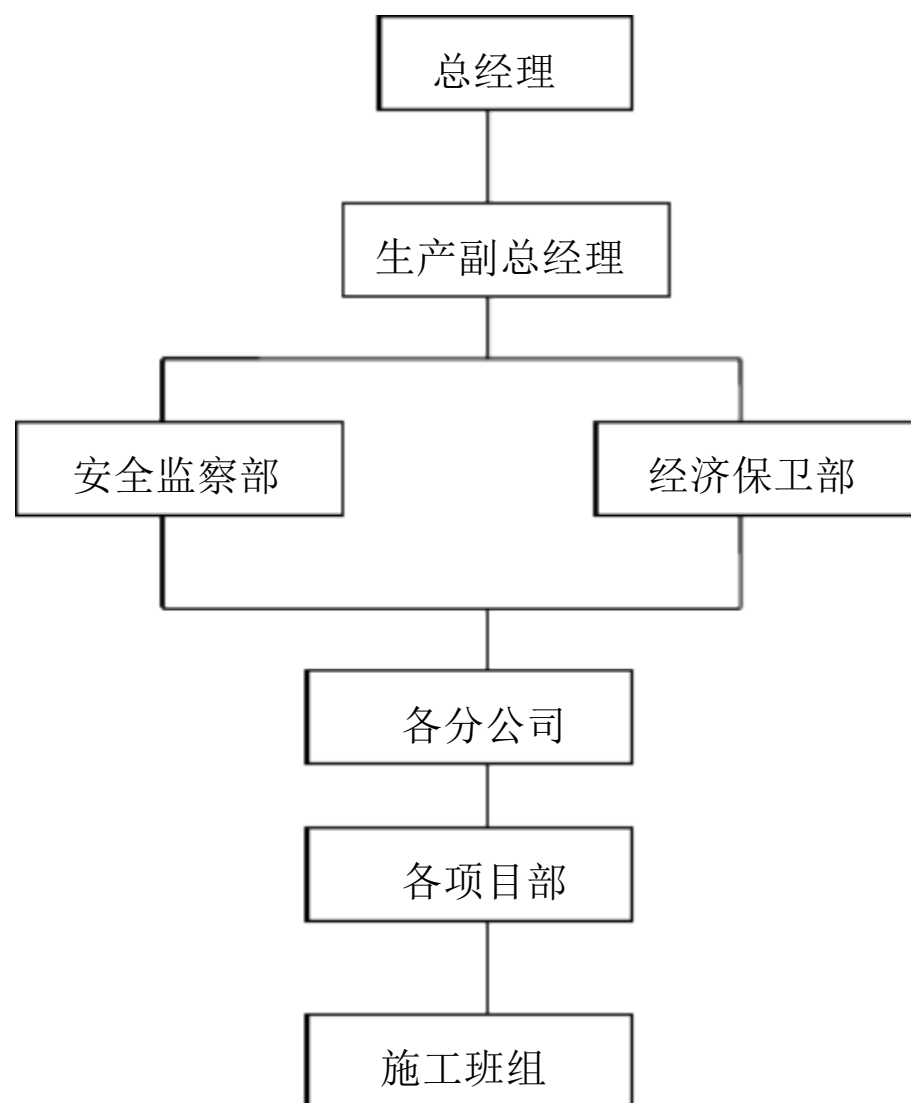 总经理
生产副总经理
安全监察部
经济保卫部
各分公司
各项目部
施工班组